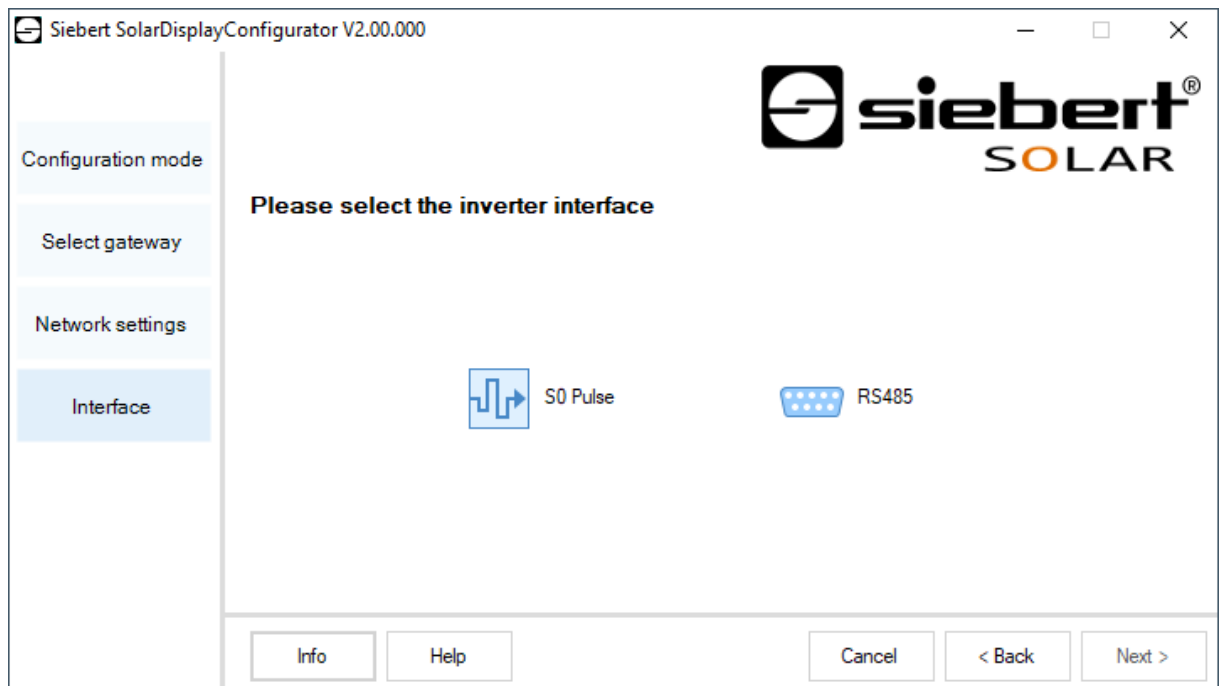 Siebert SolarDisplayConfigurator V2.00.000
siebert®
SOLAR
Configuration mode
Select gateway
Network settings
Interface
Please select the inverter interface
S0 Pulse
RS485
Info
Help
Cancel
< Back
Next >